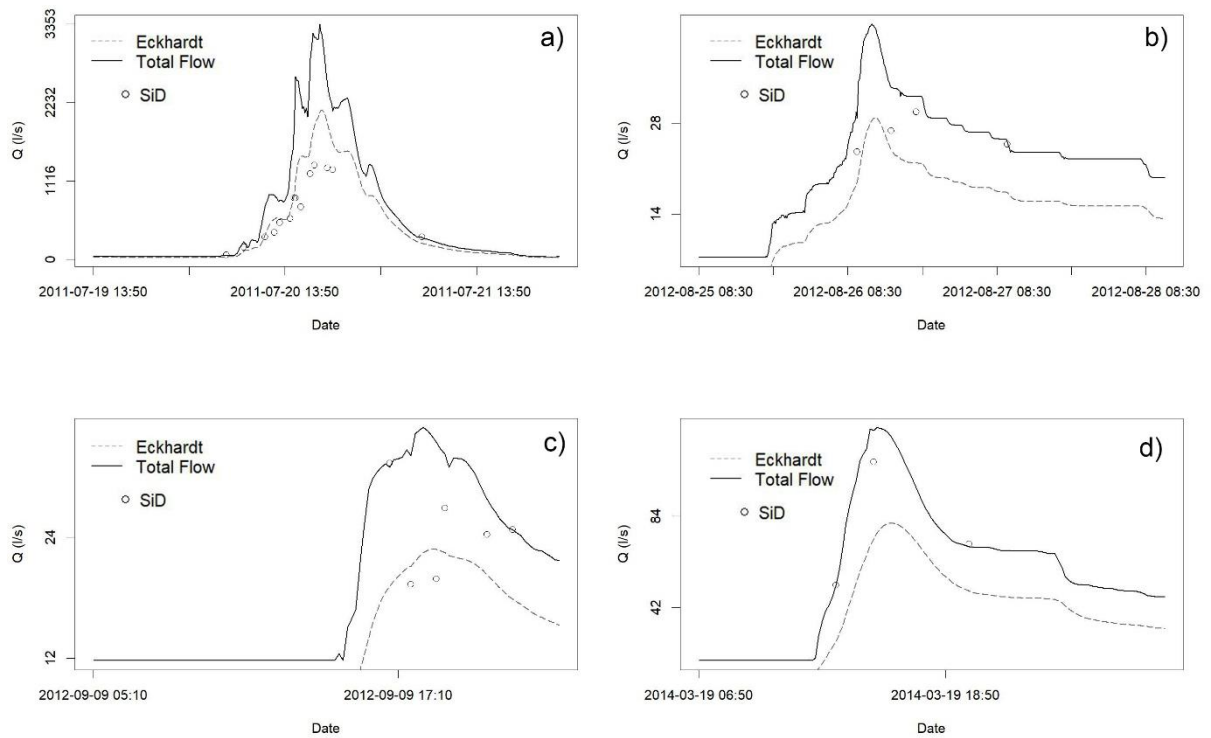 a)
Eckhardt
Total Flow
SiD
3353
2232
1116
0
Q (l/s)
2011-07-19 13:50
2011-07-20 13:50
2011-07-21 13:50
Date
b)
Eckhardt
Total Flow
SiD
28
14
Q (l/s)
2012-08-25 08:30
2012-08-26 08:30
2012-08-27 08:30
2012-08-28 08:30
Date
c)
Eckhardt
Total Flow
SiD
24
12
Q (l/s)
2012-09-09 05:10
2012-09-09 17:10
Date
d)
Eckhardt
Total Flow
SiD
84
42
Q (l/s)
2014-03-19 06:50
2014-03-19 18:50
Date